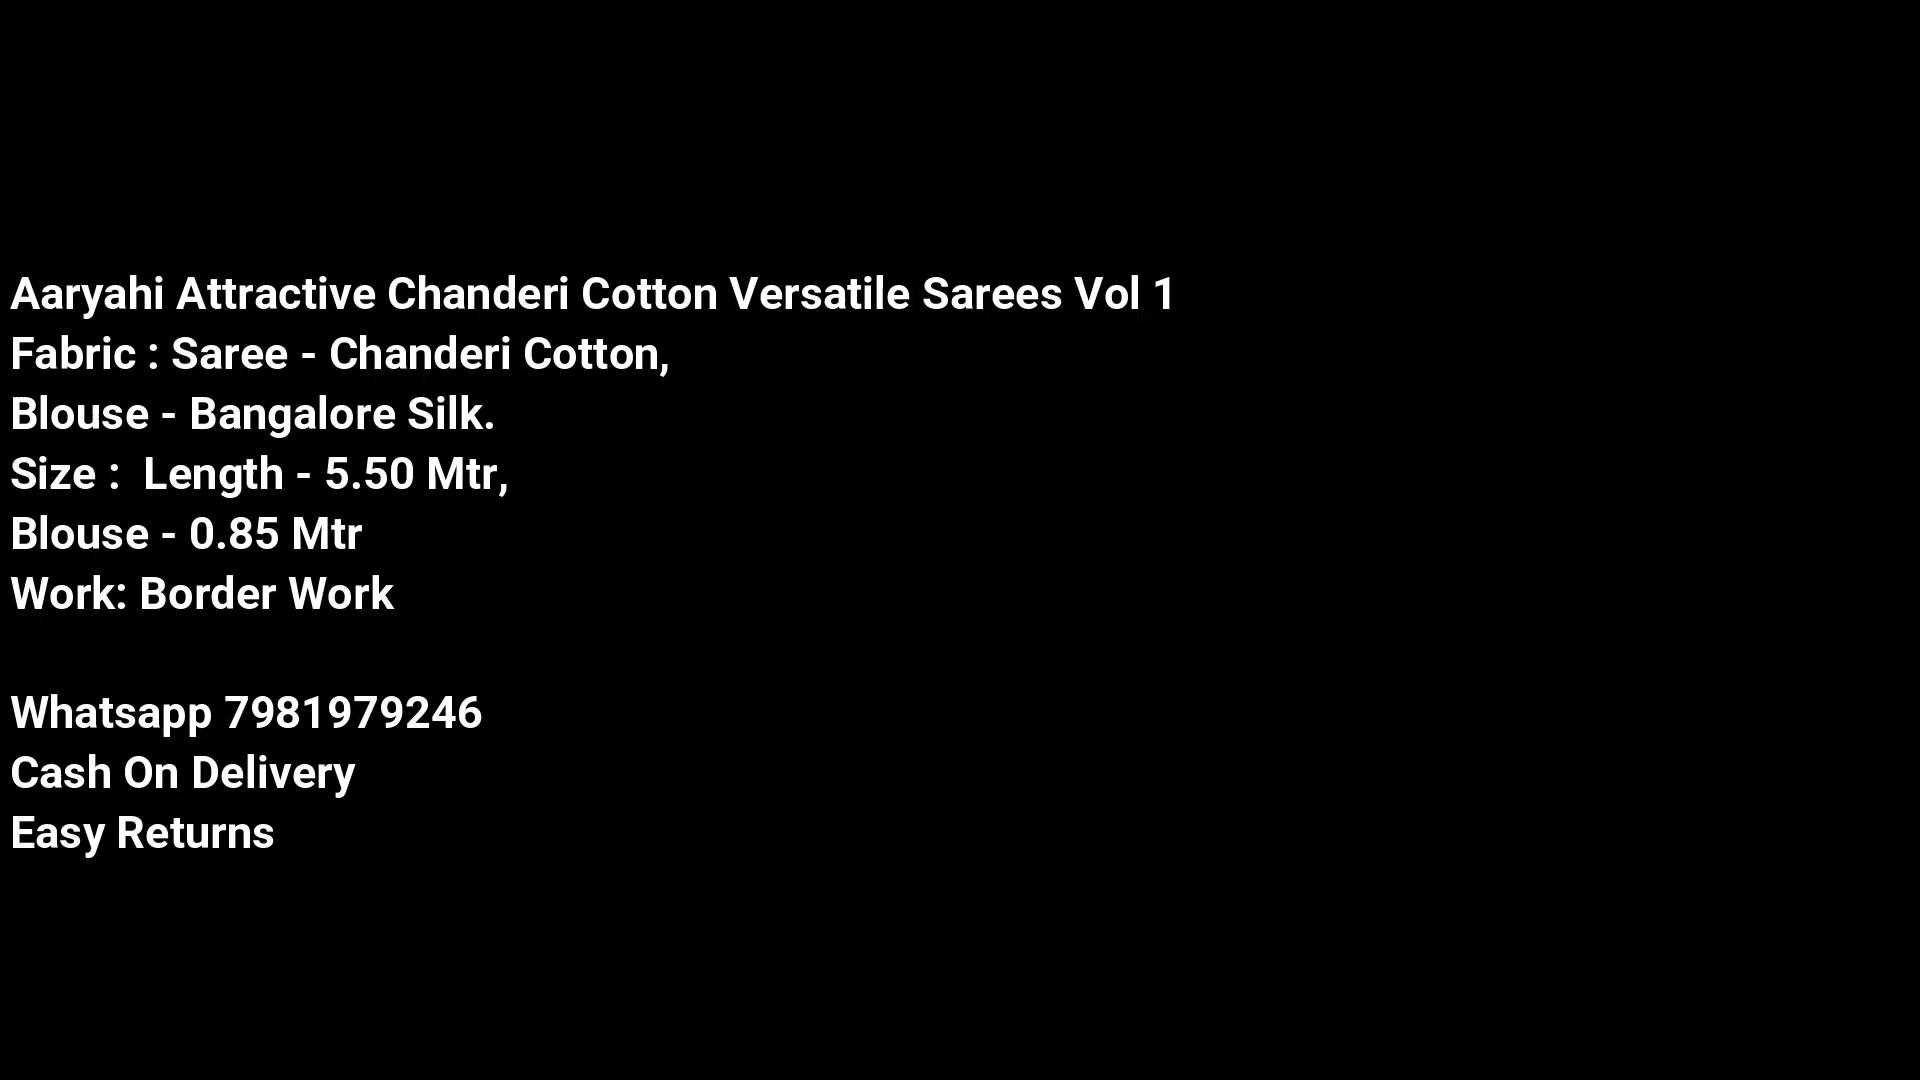 Aaryahi Attractive Chanderi Cotton Versatile Sarees Vol 1
Fabric : Saree - Chanderi Cotton,
Blouse - Bangalore Silk.
Size :  Length - 5.50 Mtr,
Blouse - 0.85 Mtr
Work: Border Work
Whatsapp 7981979246
Cash On Delivery
Easy Returns